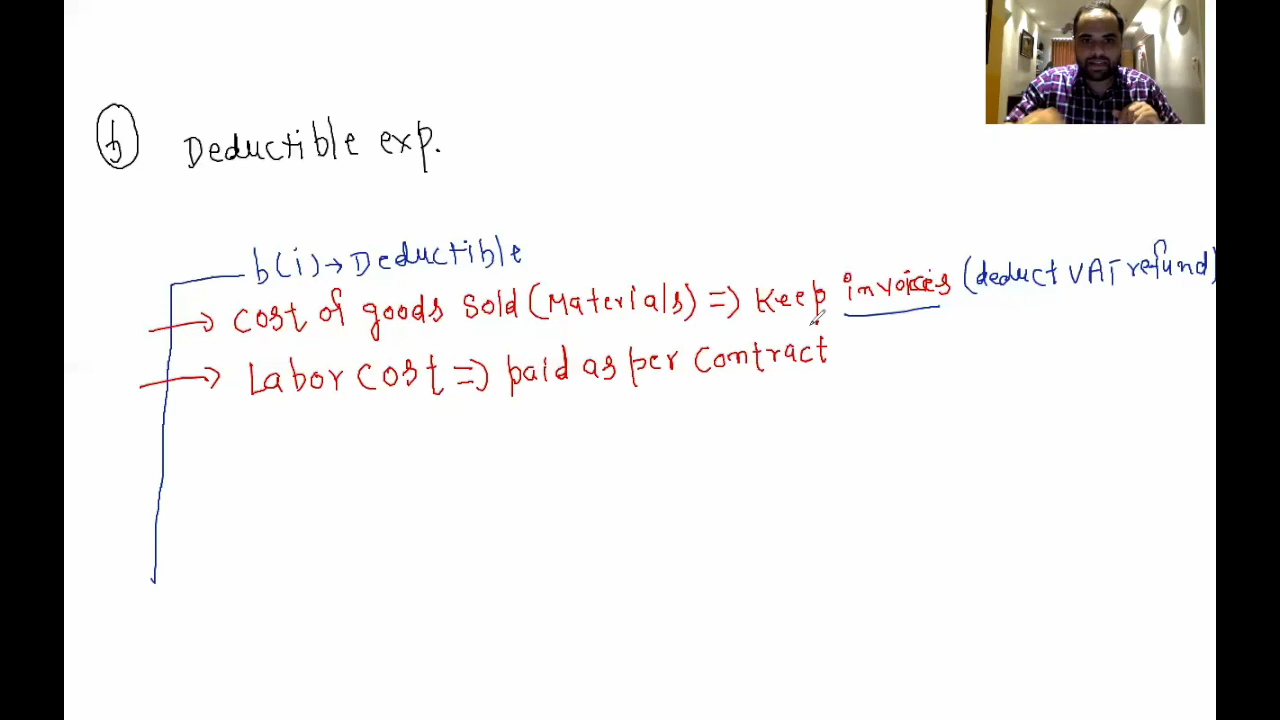 b Deductible exp.
b(i)→Deductible
→ cost of goods sold (Materials) => Keep invoices (deduct VAT refund)
→ Labor cost => paid as per contract